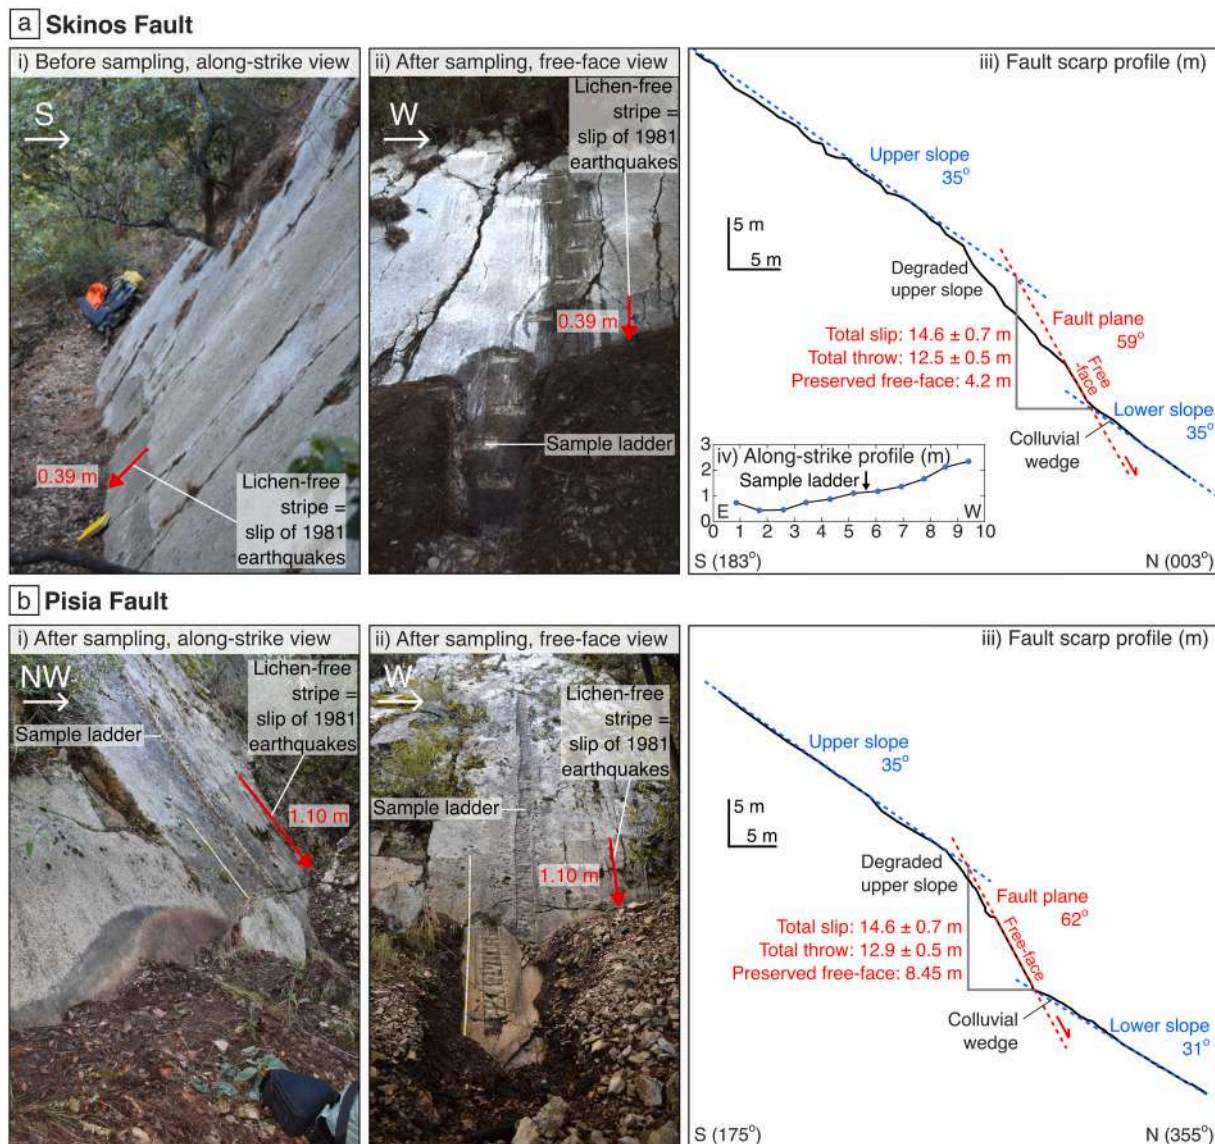 a Skinos Fault
i) Before sampling, along-strike view
S
0.39 m
Lichen-free
stripe =
slip of 1981
earthquakes
ii) After sampling, free-face view
W
Lichen-free
stripe =
slip of 1981
earthquakes
0.39 m
Sample ladder
iii) Fault scarp profile (m)
Upper slope
35°
5 m
5 m
Degraded
upper slope
Total slip: 14.6 ± 0.7 m
Total throw: 12.5 ± 0.5 m
Preserved free-face: 4.2 m
Fault plane
59°
Free
-face
Lower slope
35°
Colluvial
wedge
iv) Along-strike profile (m)
Sample ladder
3
2
1
0
E
W
0 1 2 3 4 5 6 7 8 9 10
S (183°)
N (003°)
b Pisia Fault
i) After sampling, along-strike view
NW
Lichen-free
stripe =
slip of 1981
earthquakes
Sample ladder
1.10 m
ii) After sampling, free-face view
W
Lichen-free
stripe =
slip of 1981
earthquakes
Sample ladder
1.10 m
iii) Fault scarp profile (m)
Upper slope
35°
5 m
5 m
Degraded
upper slope
Total slip: 14.6 ± 0.7 m
Total throw: 12.9 ± 0.5 m
Preserved free-face: 8.45 m
Fault plane
62°
Free-face
Colluvial
wedge
Lower slope
31°
S (175°)
N (355°)